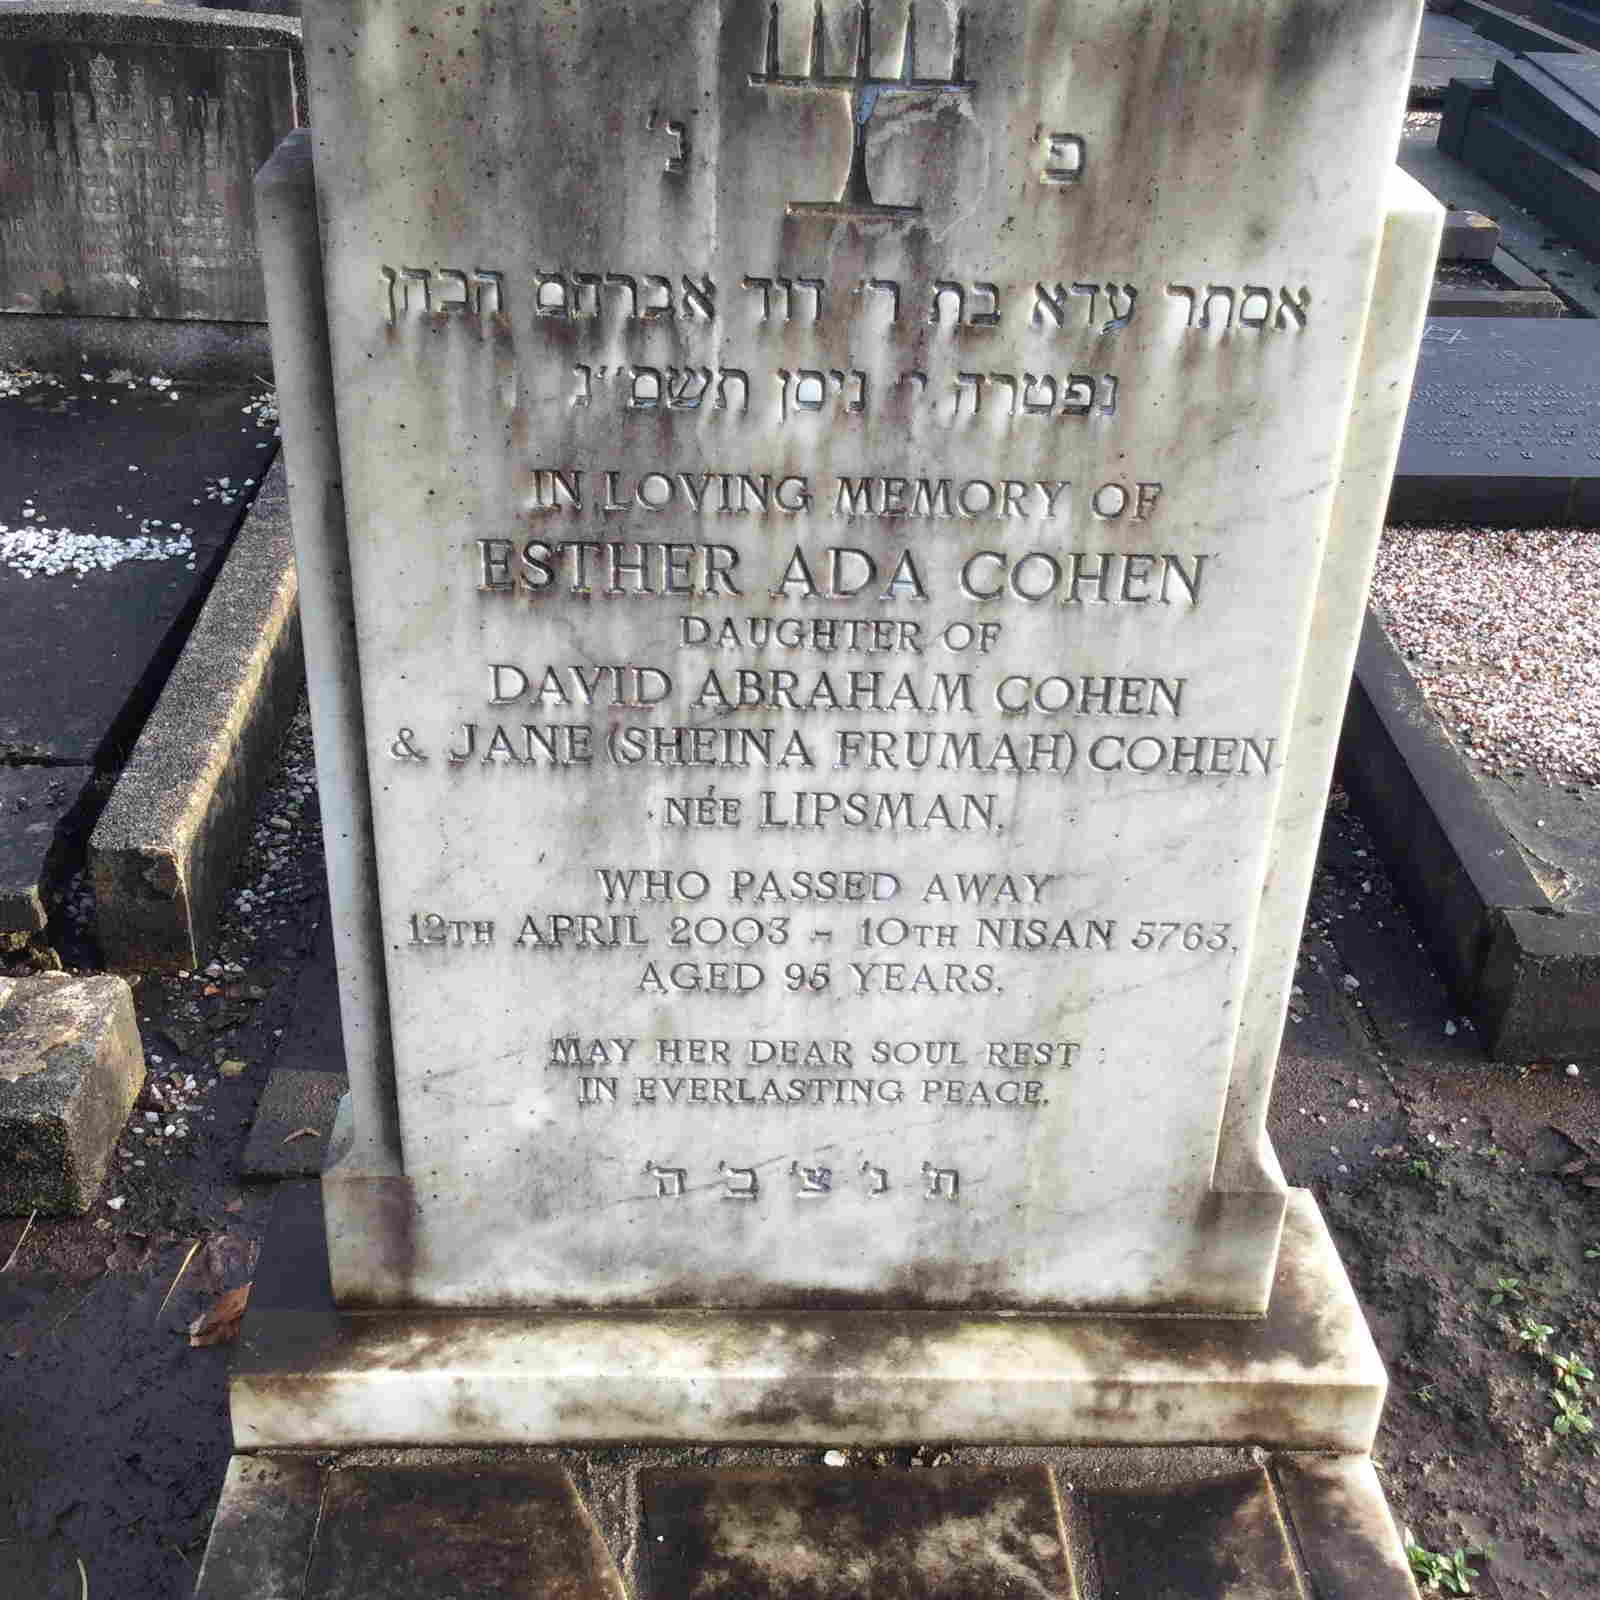 פ' נ'
אסתר עדא בת ר' דוד אברהם הכהן
נפטרה י' ניסן תשס"ג
IN LOVING MEMORY OF
ESTHER ADA COHEN
DAUGHTER OF
DAVID ABRAHAM COHEN
& JANE (SHEINA FRUMAH) COHEN
NÉE LIPSMAN.
WHO PASSED AWAY
12TH APRIL 2003 - 10TH NISAN 5763,
AGED 95 YEARS.
MAY HER DEAR SOUL REST
IN EVERLASTING PEACE.
ת' נ' צ' ב' ה'